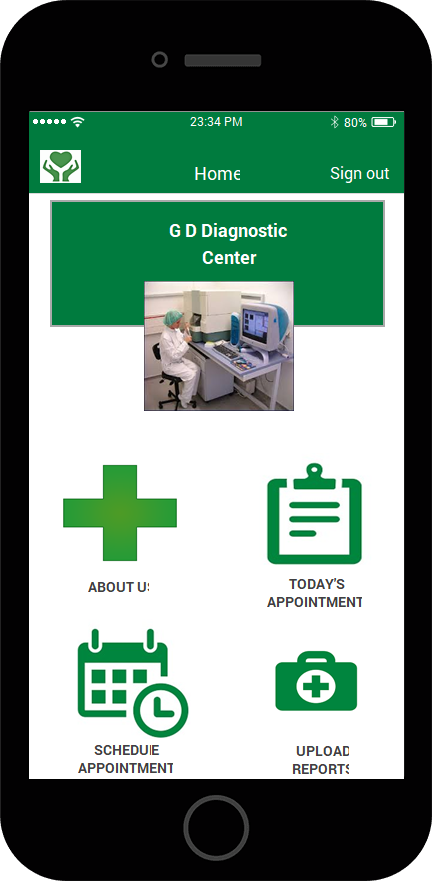 23:34 PM
80%
Home
Sign out
G D Diagnostic
Center
ABOUT US
TODAY'S
APPOINTMENT
SCHEDULE
APPOINTMENT
UPLOAD
REPORTS